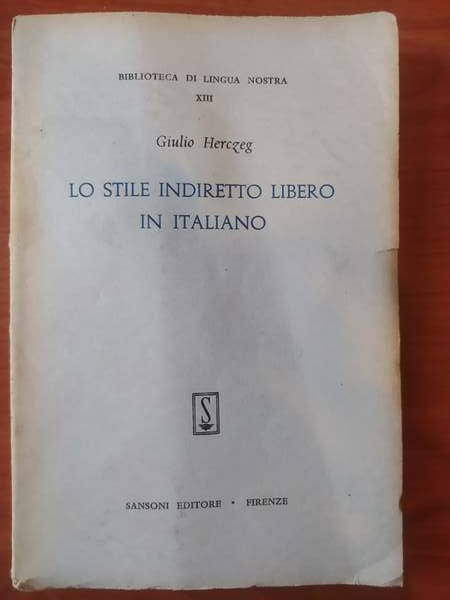 BIBLIOTECA DI LINGUA NOSTRA
XIII
Giulio Herczeg
LO STILE INDIRETTO LIBERO
IN ITALIANO
S
SANSONI EDITORE • FIRENZE